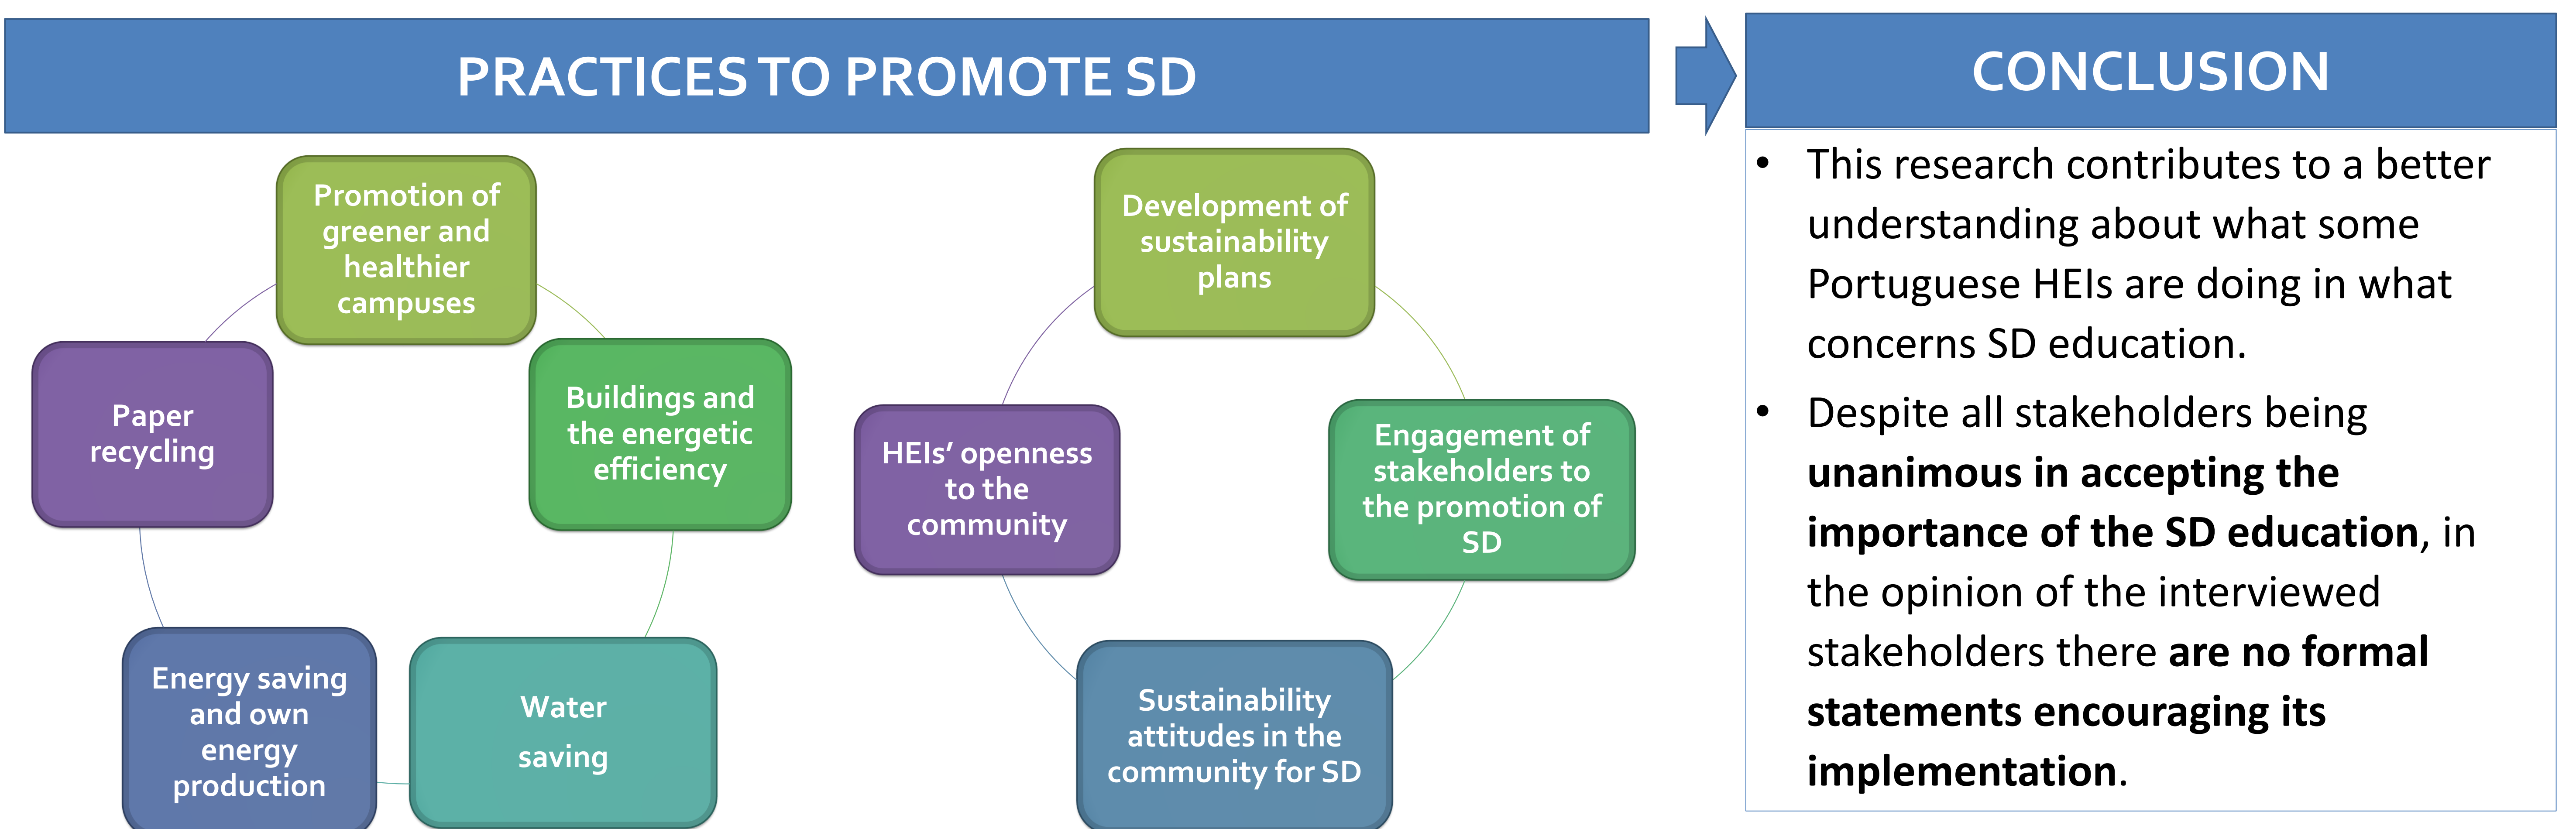 PRACTICES TO PROMOTE SD
Promotion of
greener and
healthier
campuses
Buildings and
the energetic
efficiency
Water
saving
Energy saving
and own
energy
production
Paper
recycling
Development of
sustainability
plans
Engagement of
stakeholders to
the promotion of
SD
Sustainability
attitudes in the
community for SD
HEIs’ openness
to the
community
CONCLUSION
• This research contributes to a better
understanding about what some
Portuguese HEIs are doing in what
concerns SD education.
• Despite all stakeholders being
unanimous in accepting the
importance of the SD education, in
the opinion of the interviewed
stakeholders there are no formal
statements encouraging its
implementation.